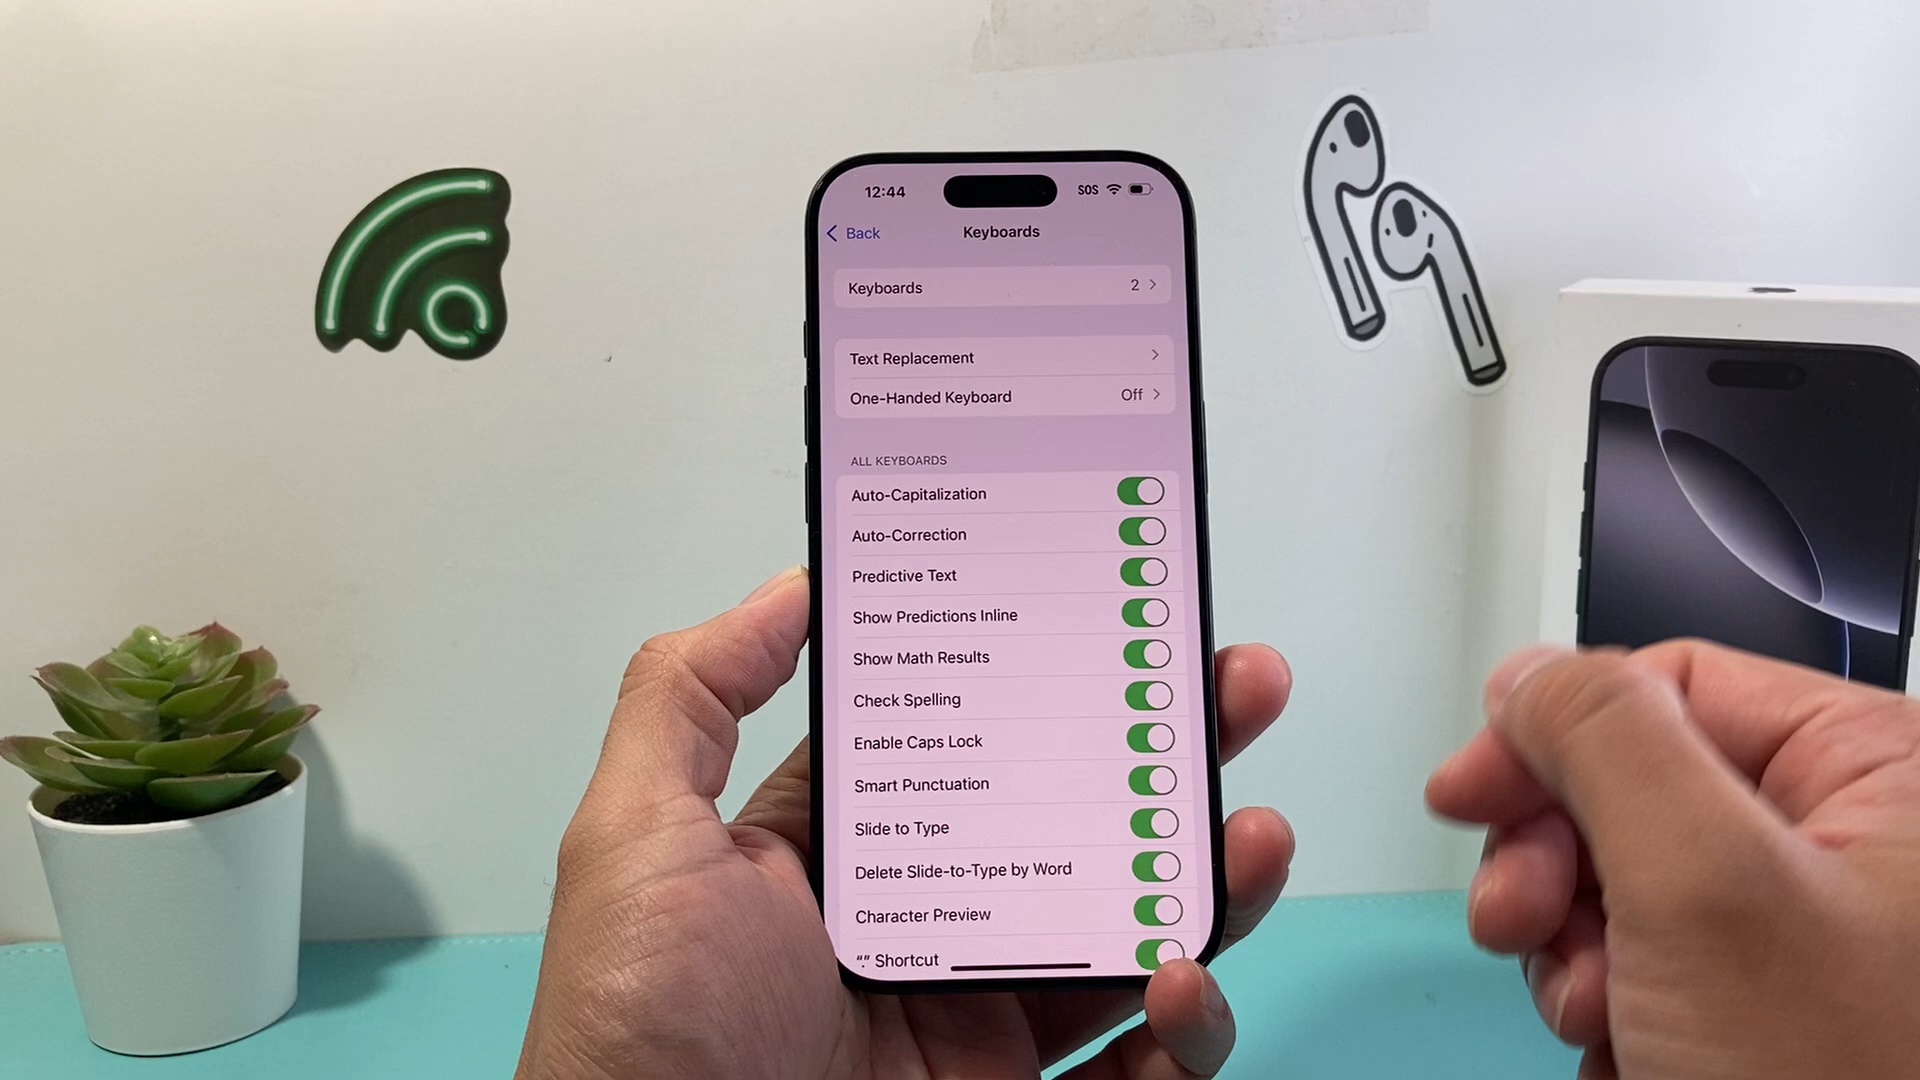 12:44 SOS
Back Keyboards
Keyboards 2
Text Replacement
One-Handed Keyboard Off
ALL KEYBOARDS
Auto-Capitalization
Auto-Correction
Predictive Text
Show Predictions Inline
Show Math Results
Check Spelling
Enable Caps Lock
Smart Punctuation
Slide to Type
Delete Slide-to-Type by Word
Character Preview
“.” Shortcut